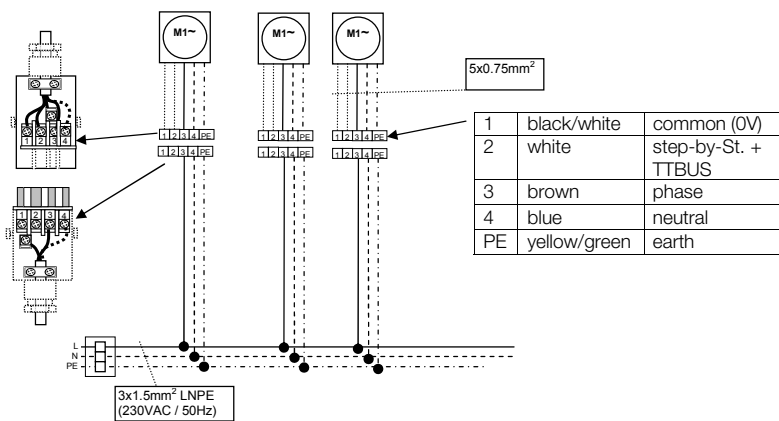 M1~ M1~ M1~
5x0.75mm²
1 2 3 4
1 2 3 4 PE 1 2 3 4 PE 1 2 3 4 PE
1 2 3 4 PE 1 2 3 4 PE 1 2 3 4 PE
1 black/white common (0V)
2 white step-by-St. +
TTBUS
3 brown phase
4 blue neutral
PE yellow/green earth
1 2 3 4
L
N
PE
3x1.5mm² LNPE
(230VAC / 50Hz)